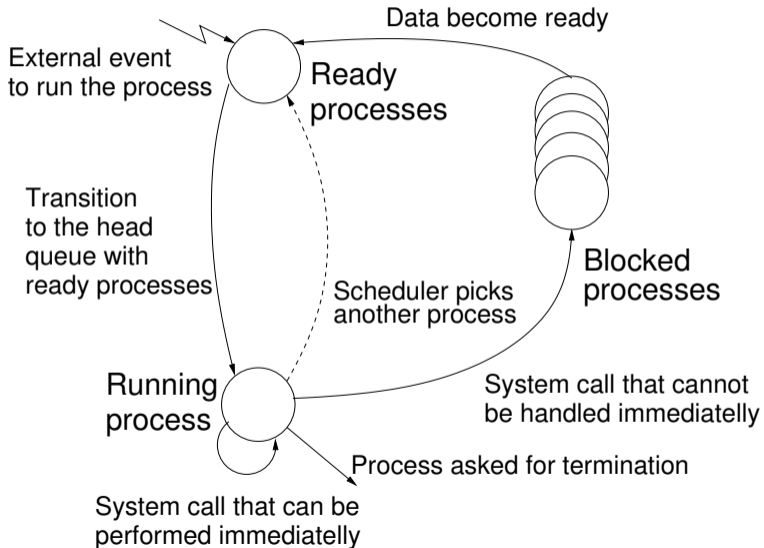 Data become ready
External event
to run the process
Ready
processes
Transition
to the head
queue with
ready processes
Scheduler picks
another process
Blocked
processes
Running
process
System call that cannot
be handled immediatelly
Process asked for termination
System call that can be
performed immediatelly